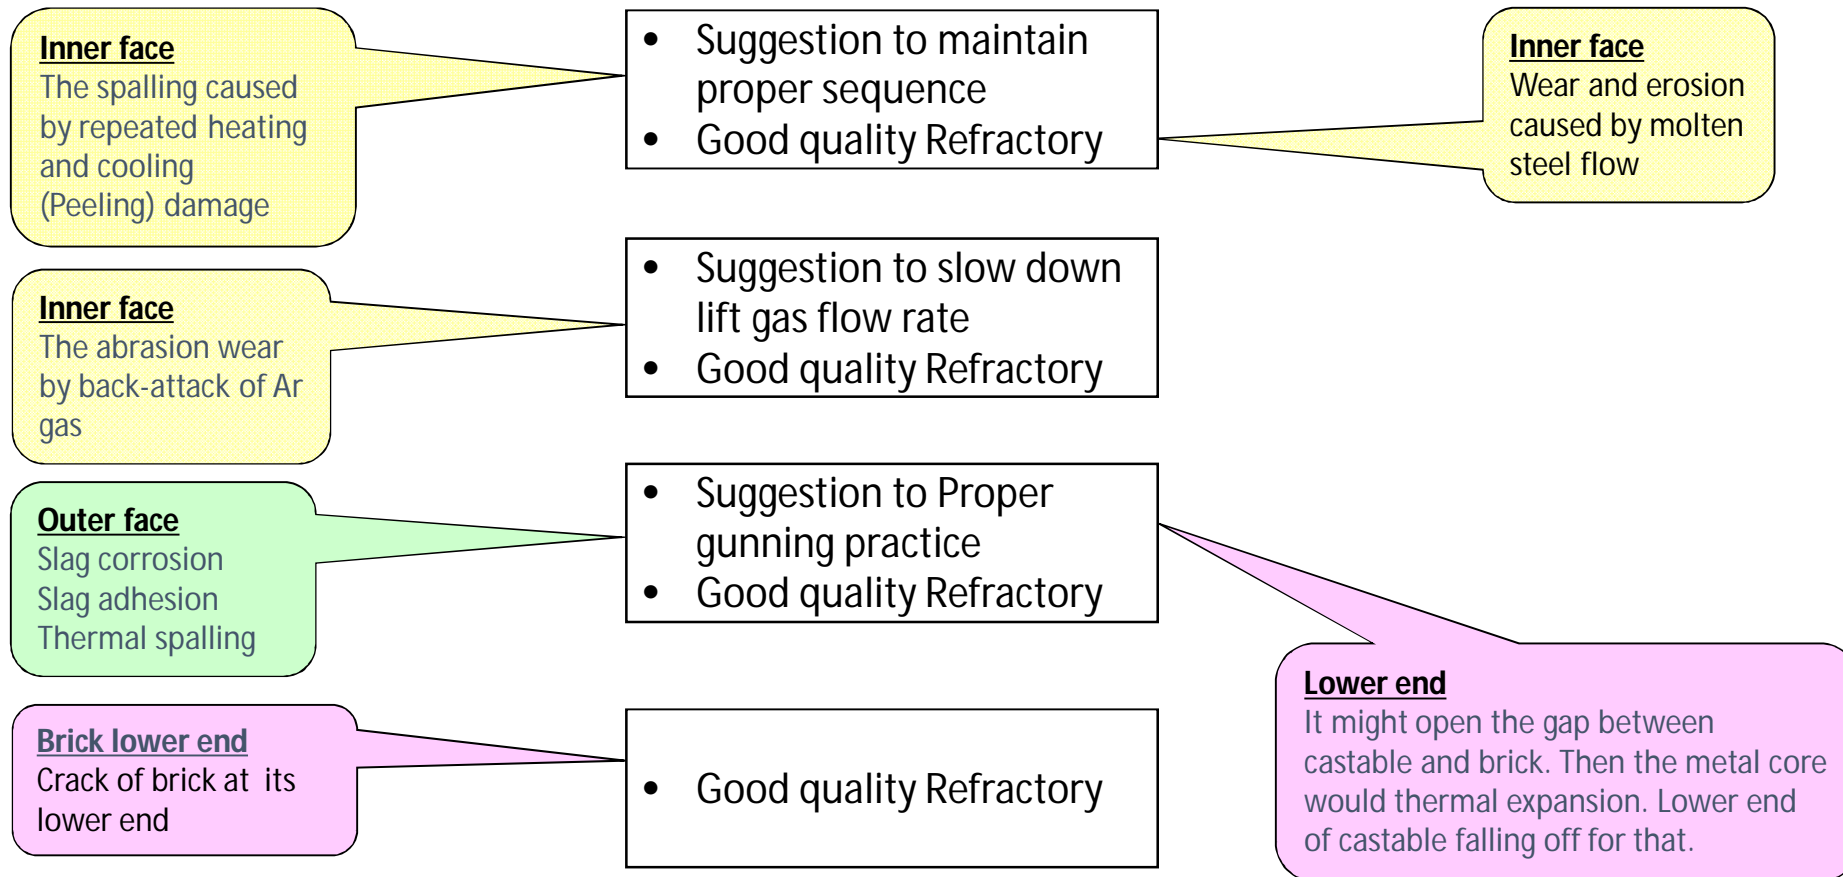 Inner face
The spalling caused
by repeated heating
and cooling
(Peeling) damage
• Suggestion to maintain
proper sequence
• Good quality Refractory
Inner face
Wear and erosion
caused by molten
steel flow
Inner face
The abrasion wear
by back-attack of Ar
gas
• Suggestion to slow down
lift gas flow rate
• Good quality Refractory
Outer face
Slag corrosion
Slag adhesion
Thermal spalling
• Suggestion to Proper
gunning practice
• Good quality Refractory
Lower end
It might open the gap between
castable and brick. Then the metal core
would thermal expansion. Lower end
of castable falling off for that.
Brick lower end
Crack of brick at its
lower end
• Good quality Refractory